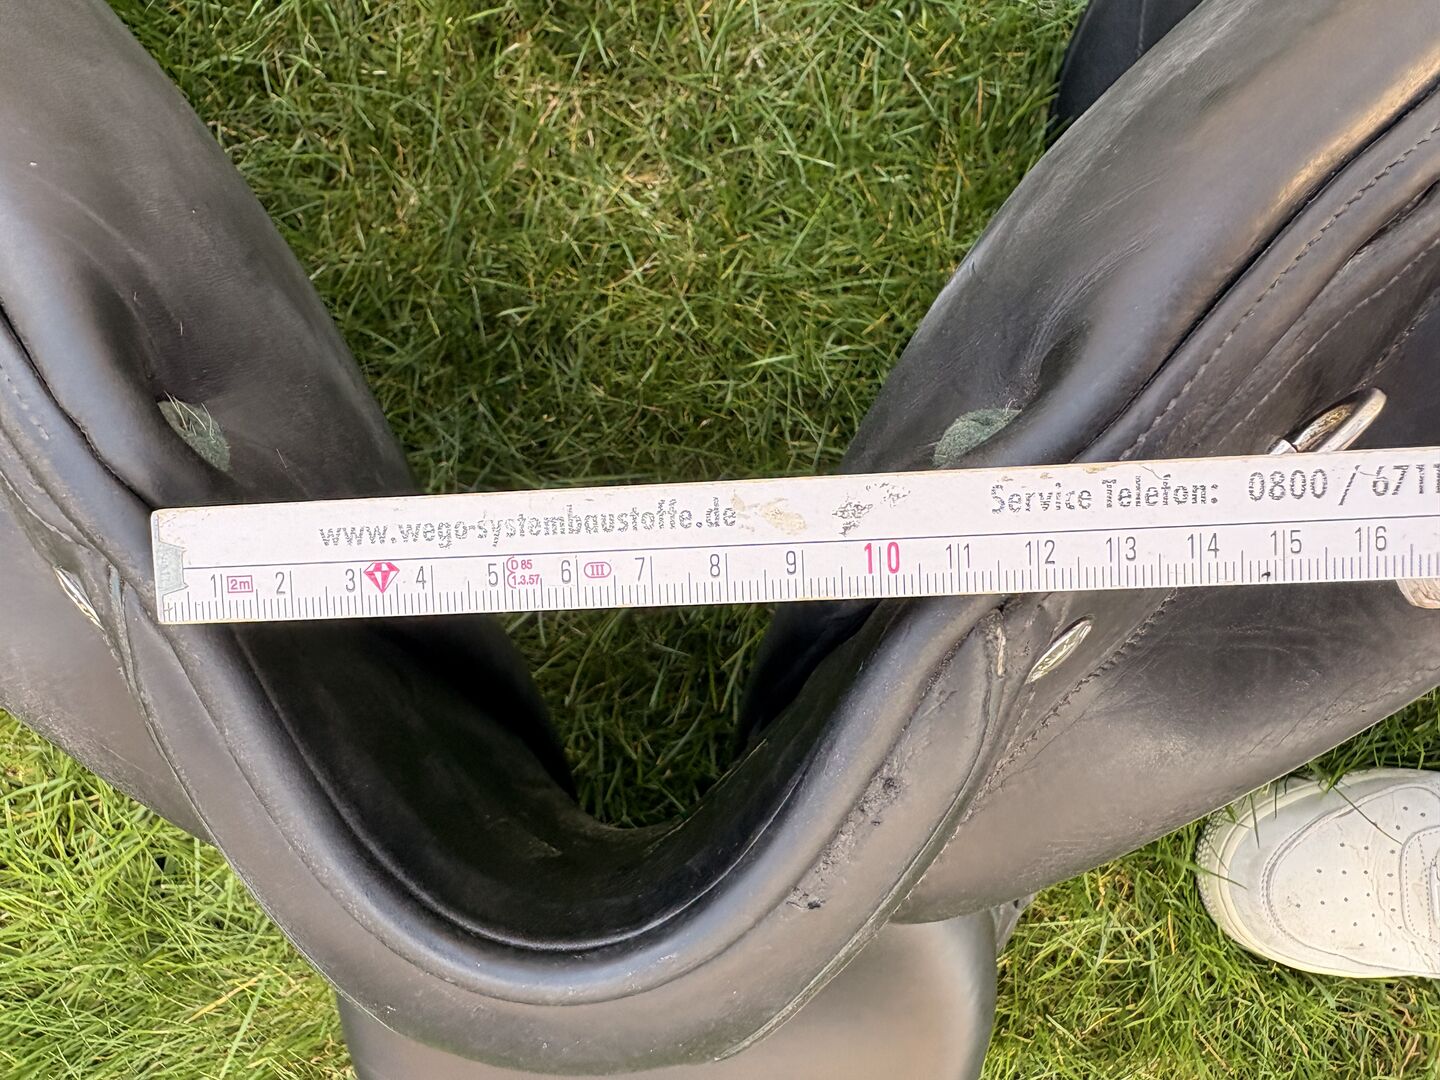 www.wego-systembaustoffe.de Service Telefon: 0800 / 6711
1 2m 2 3 4 5 D 85 1.3.57 6 III 7 8 9 10 11 12 13 14 15 16